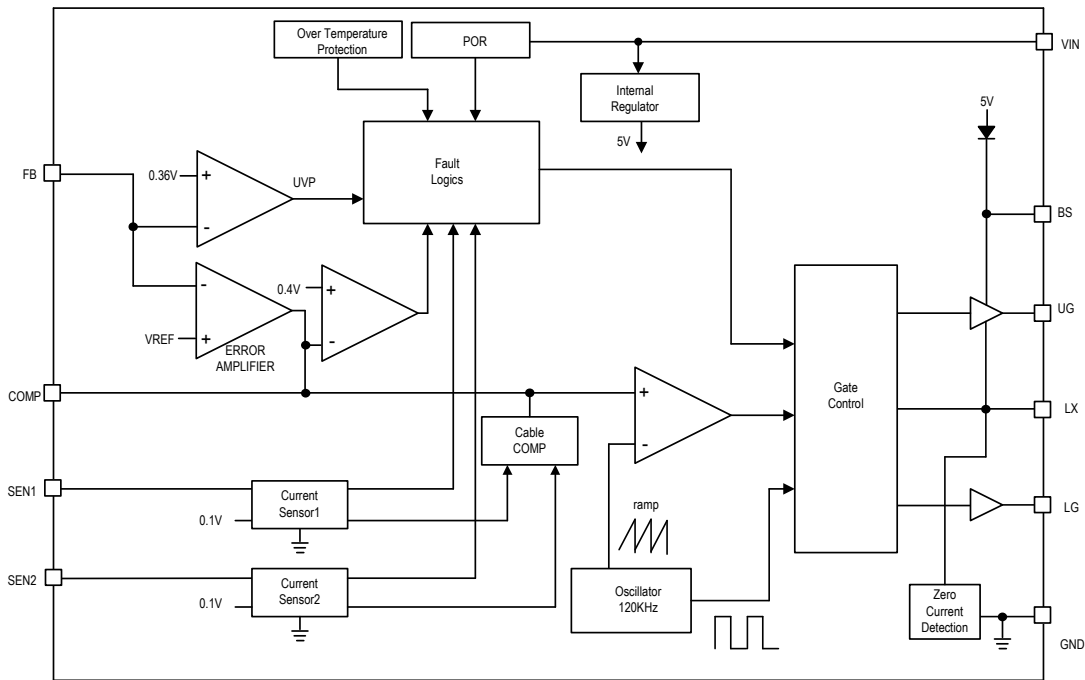 Over Temperature
Protection
POR
VIN
Internal
Regulator
5V
5V
FB
0.36V
+
-
UVP
Fault
Logics
BS
-
VREF
+
ERROR
AMPLIFIER
0.4V
+
-
UG
COMP
Cable
COMP
+
-
Gate
Control
LX
SEN1
Current
Sensor1
0.1V
ramp
LG
SEN2
Current
Sensor2
0.1V
Oscillator
120KHz
Zero
Current
Detection
GND